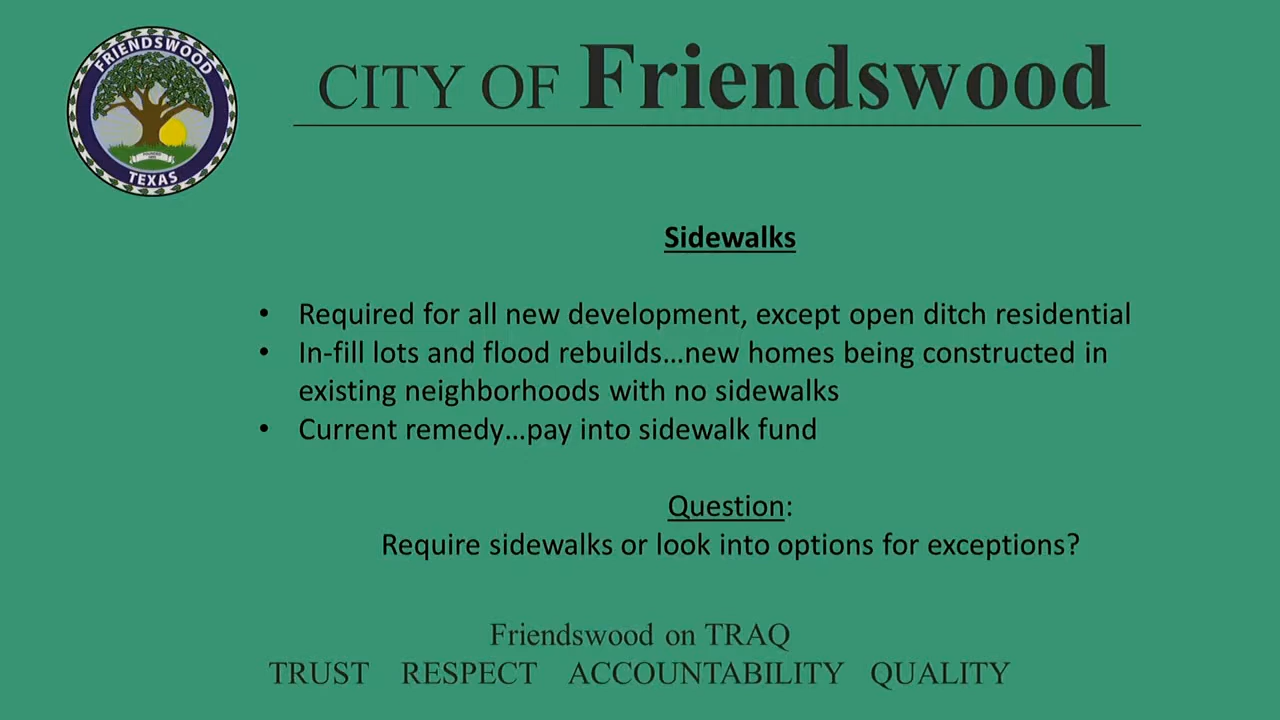 FRIENDSWOOD
TEXAS
CITY OF Friendswood
Sidewalks
• Required for all new development, except open ditch residential
• In-fill lots and flood rebuilds…new homes being constructed in
existing neighborhoods with no sidewalks
• Current remedy…pay into sidewalk fund
Question:
Require sidewalks or look into options for exceptions?
Friendswood on TRAQ
TRUST RESPECT ACCOUNTABILITY QUALITY